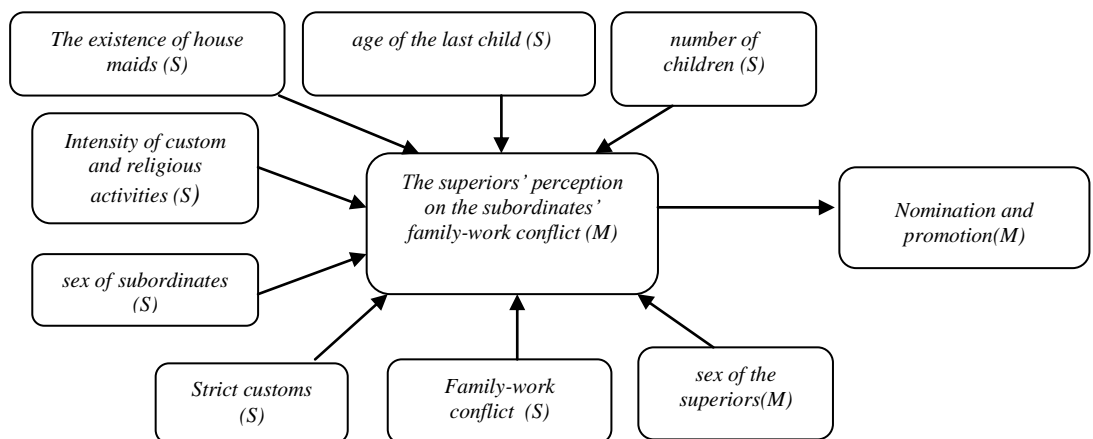 The existence of house
maids (S)
age of the last child (S)
number of
children (S)
Intensity of custom
and religious
activities (S)
The superiors’ perception
on the subordinates’
family-work conflict (M)
Nomination and
promotion(M)
sex of subordinates
(S)
Strict customs
(S)
Family-work
conflict (S)
sex of the
superiors(M)